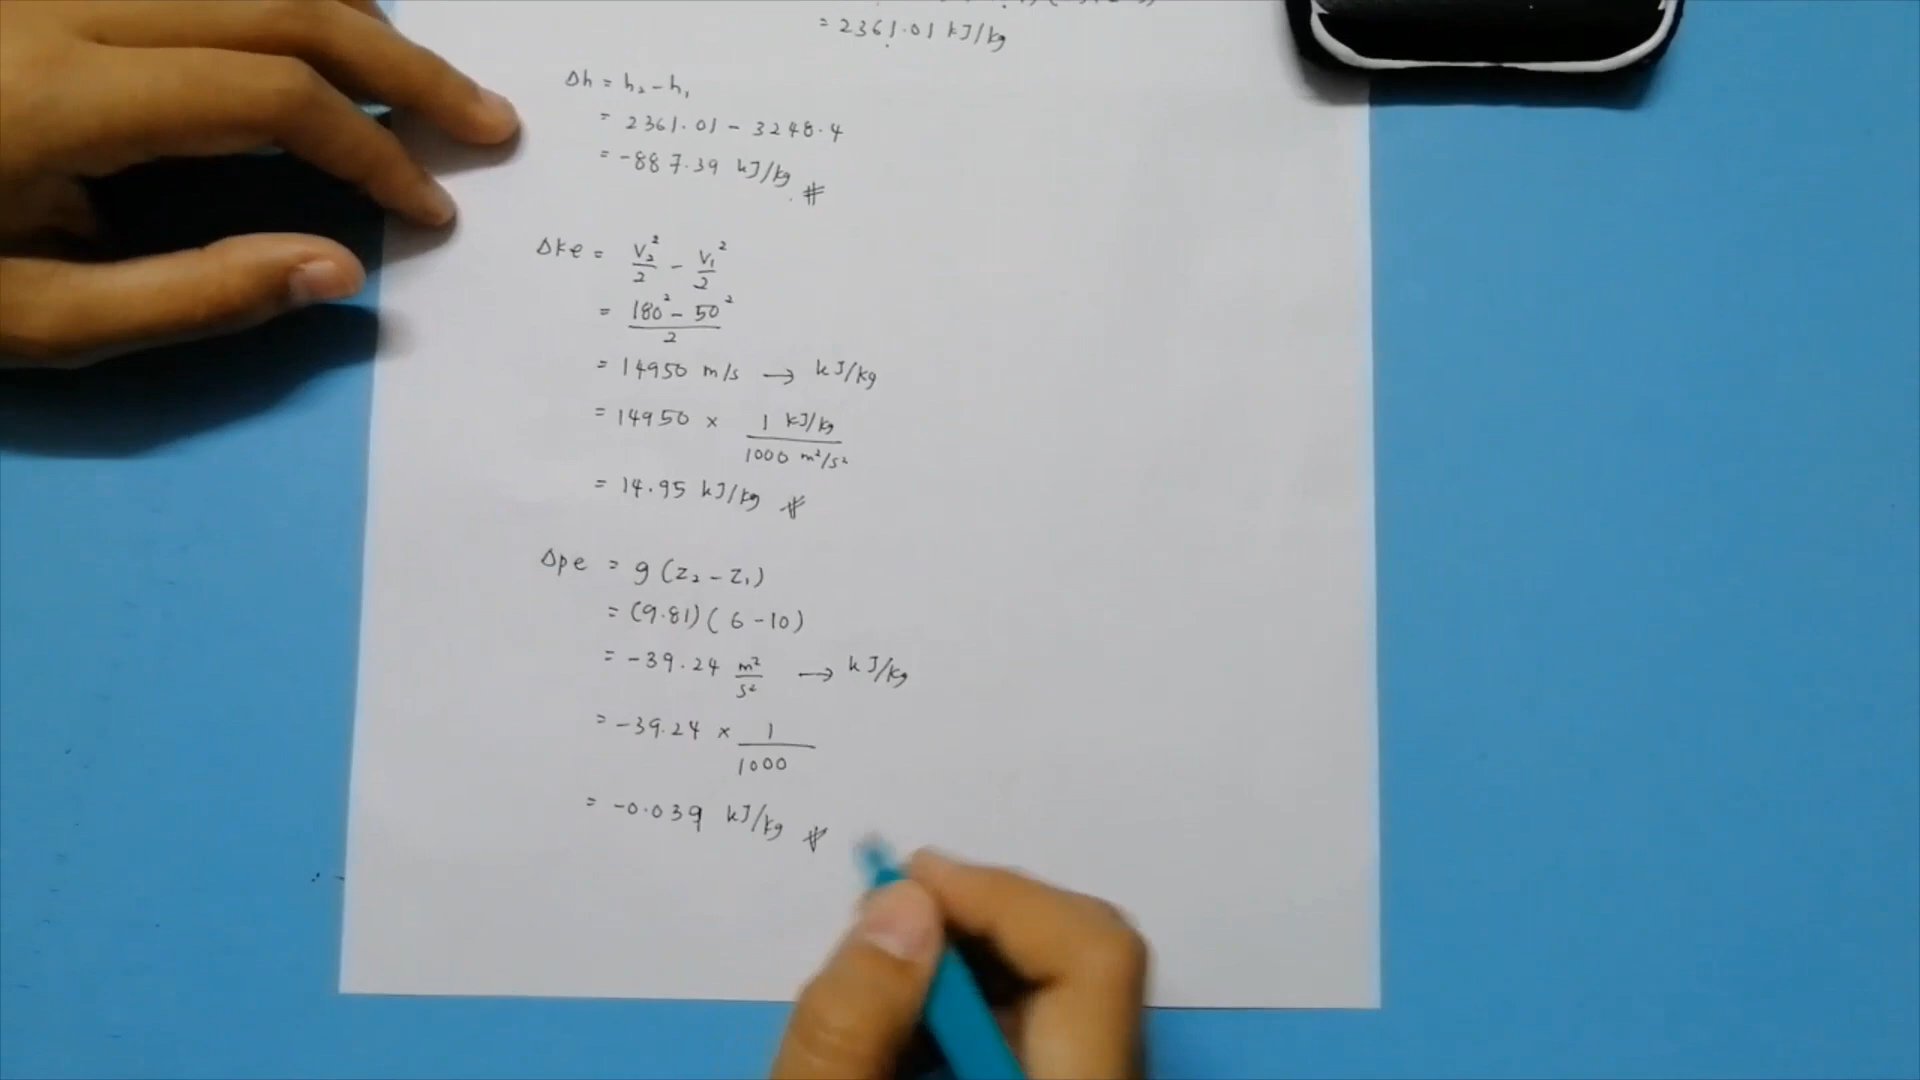 = 2361.01 kJ/kg
Δh = h₂ - h₁
= 2361.01 - 3248.4
= -887.39 kJ/kg #
Δke = V₂²/2 - V₁²/2
= (180² - 50²)/2
= 14950 m/s → kJ/kg
= 14950 × 1 kJ/kg / 1000 m²/s²
= 14.95 kJ/kg #
Δpe = g (z₂ - z₁)
= (9.81)(6 - 10)
= -39.24 m²/s² → kJ/kg
= -39.24 × 1/1000
= -0.039 kJ/kg #